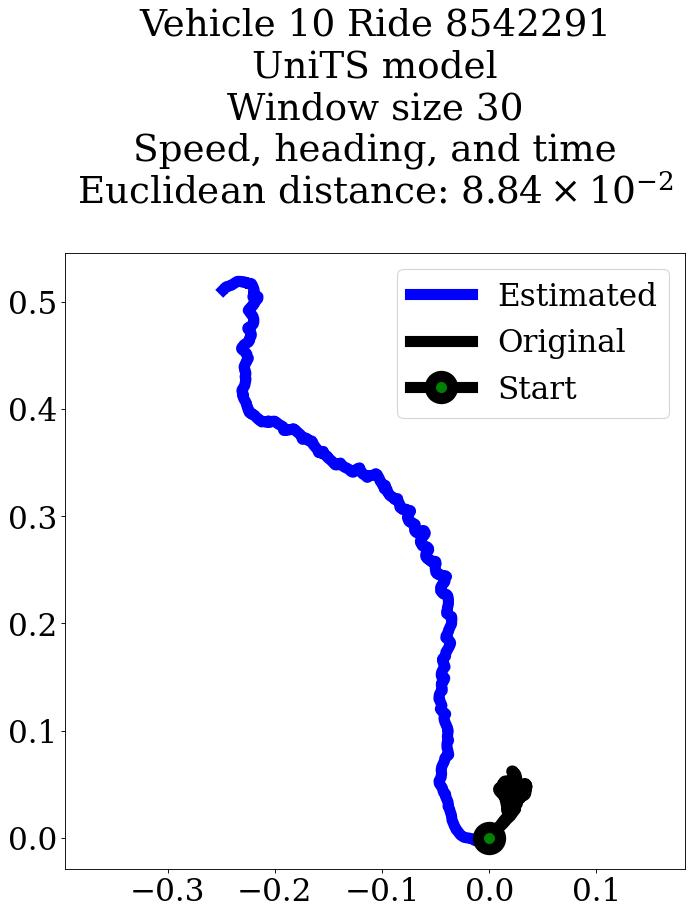 Vehicle 10 Ride 8542291
UniTS model
Window size 30
Speed, heading, and time
Euclidean distance: 8.84 × 10⁻²
Estimated
Original
Start
0.5
0.4
0.3
0.2
0.1
0.0
−0.3 −0.2 −0.1 0.0 0.1